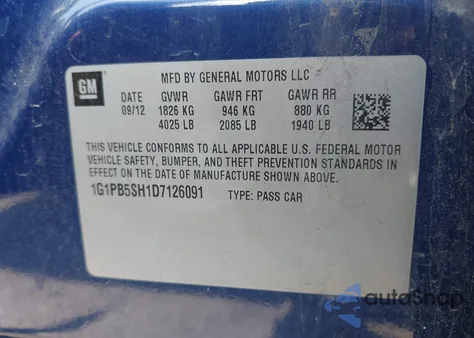 GM
MFD BY GENERAL MOTORS LLC
DATE GVWR GAWR FRT GAWR RR
09/12 1826 KG 946 KG 880 KG
4025 LB 2085 LB 1940 LB
THIS VEHICLE CONFORMS TO ALL APPLICABLE U.S. FEDERAL MOTOR
VEHICLE SAFETY, BUMPER, AND THEFT PREVENTION STANDARDS IN
EFFECT ON THE DATE OF MANUFACTURE SHOWN ABOVE.
1G1PB5SH1D7126091 TYPE: PASS CAR
autoSnap